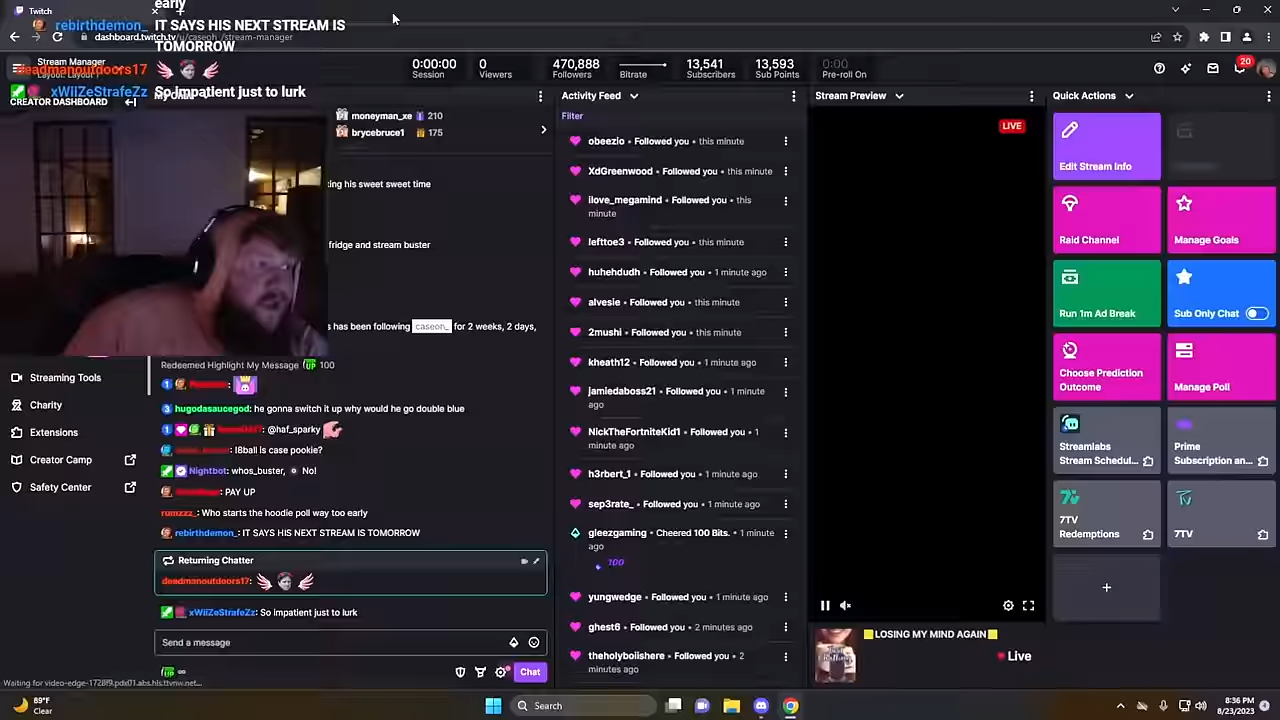 Twitch
early
rebirthdemon_ IT SAYS HIS NEXT STREAM IS
TOMORROW
dashboard.twitch.tv/u/caseoh_/stream-manager
deadmanoutdoors17
xWiiZeStrafeZz So impatient just to lurk
Stream Manager
Layout: Layout
CREATOR DASHBOARD
0:00:00
Session
0
Viewers
470,888
Followers
Bitrate
13,541
Subscribers
13,593
Sub Points
0:00
Pre-roll On
20
moneyman_xe 210
brycebruce1 175
ing his sweet sweet time
fridge and stream buster
s has been following caseoh_ for 2 weeks, 2 days,
Redeemed Highlight My Message 100
hugodasaucegod: he gonna switch it up why would he go double blue
@haf_sparky
!8ball is case pookie?
Nightbot: whos_buster, No!
PAY UP
rumzzz_: Who starts the hoodie poll way too early
rebirthdemon_: IT SAYS HIS NEXT STREAM IS TOMORROW
Returning Chatter
deadmanoutdoors17:
xWiiZeStrafeZz: So impatient just to lurk
Send a message
Chat
Streaming Tools
Charity
Extensions
Creator Camp
Safety Center
Activity Feed
Filter
obeezio • Followed you • this minute
XdGreenwood • Followed you • this minute
ilove_megamind • Followed you • this
minute
lefttoe3 • Followed you • this minute
huhehdudh • Followed you • 1 minute ago
alvesie • Followed you • this minute
2mushi • Followed you • this minute
kheath12 • Followed you • 1 minute ago
jamiedaboss21 • Followed you • 1 minute
ago
NickTheFortniteKid1 • Followed you • 1
minute ago
h3rbert_1 • Followed you • 1 minute ago
sep3rate_ • Followed you • 1 minute ago
gleezgaming • Cheered 100 Bits. • 1 minute
ago
100
yungwedge • Followed you • 1 minute ago
ghest6 • Followed you • 2 minutes ago
theholyboiishere • Followed you • 2
minutes ago
Stream Preview
LIVE
LOSING MY MIND AGAIN
Live
Quick Actions
Edit Stream Info
Raid Channel
Manage Goals
Run 1m Ad Break
Sub Only Chat
Choose Prediction
Outcome
Manage Poll
Streamlabs
Stream Schedul...
Prime
Subscription an...
7TV
Redemptions
7TV
89°F
Clear
Search
8:36 PM
8/23/2023